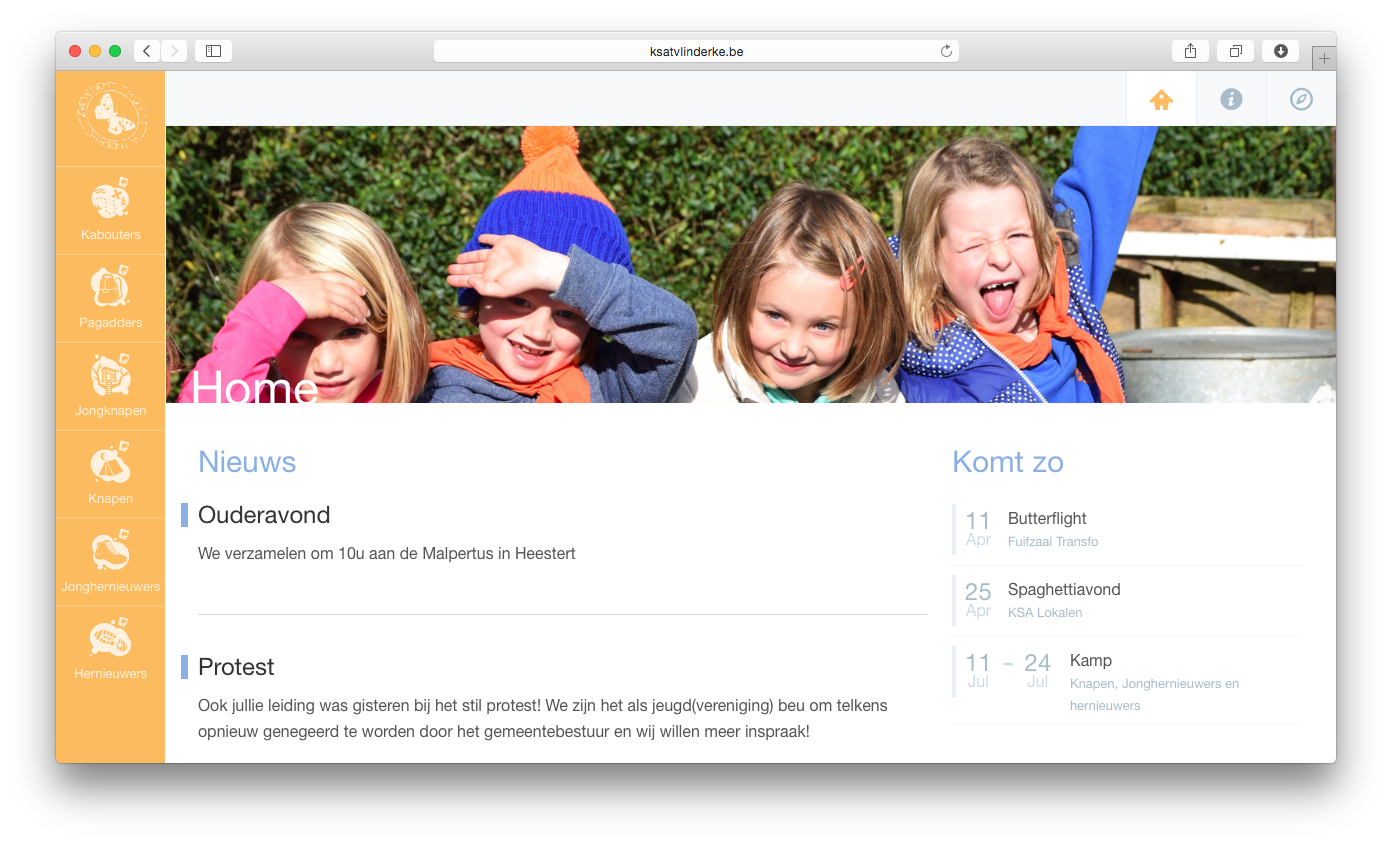 ksatvlinderke.be
Kabouters
Pagadders
Jongknapen
Knapen
Jonghernieuwers
Hernieuwers
Home
Nieuws
Ouderavond
We verzamelen om 10u aan de Malpertus in Heestert
Protest
Ook jullie leiding was gisteren bij het stil protest! We zijn het als jeugd(vereniging) beu om telkens
opnieuw genegeerd te worden door het gemeentebestuur en wij willen meer inspraak!
Komt zo
11 Butterflight
Apr Fuifzaal Transfo
25 Spaghettiavond
Apr KSA Lokalen
11 – 24 Kamp
Jul Jul Knapen, Jonghernieuwers en
hernieuwers